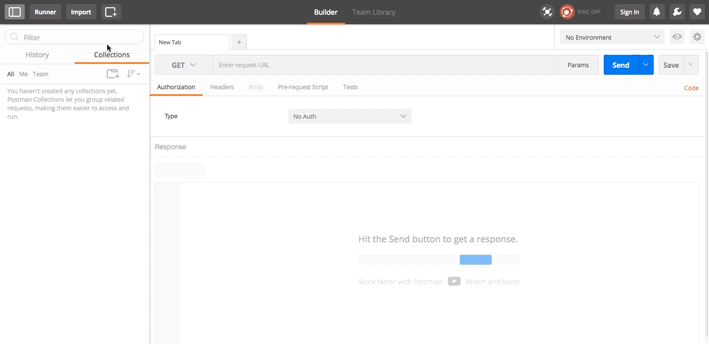 Runner
Import
Builder
Team Library
SYNC OFF
Sign In
Filter
History
Collections
All Me Team
You haven't created any collections yet.
Postman Collections let you group related
requests, making them easier to access and
run.
New Tab
+
No Environment
GET
Enter request URL
Params
Send
Save
Authorization
Headers
Body
Pre-request Script
Tests
Code
Type
No Auth
Response
Hit the Send button to get a response.
Work faster with Postman
Watch and learn